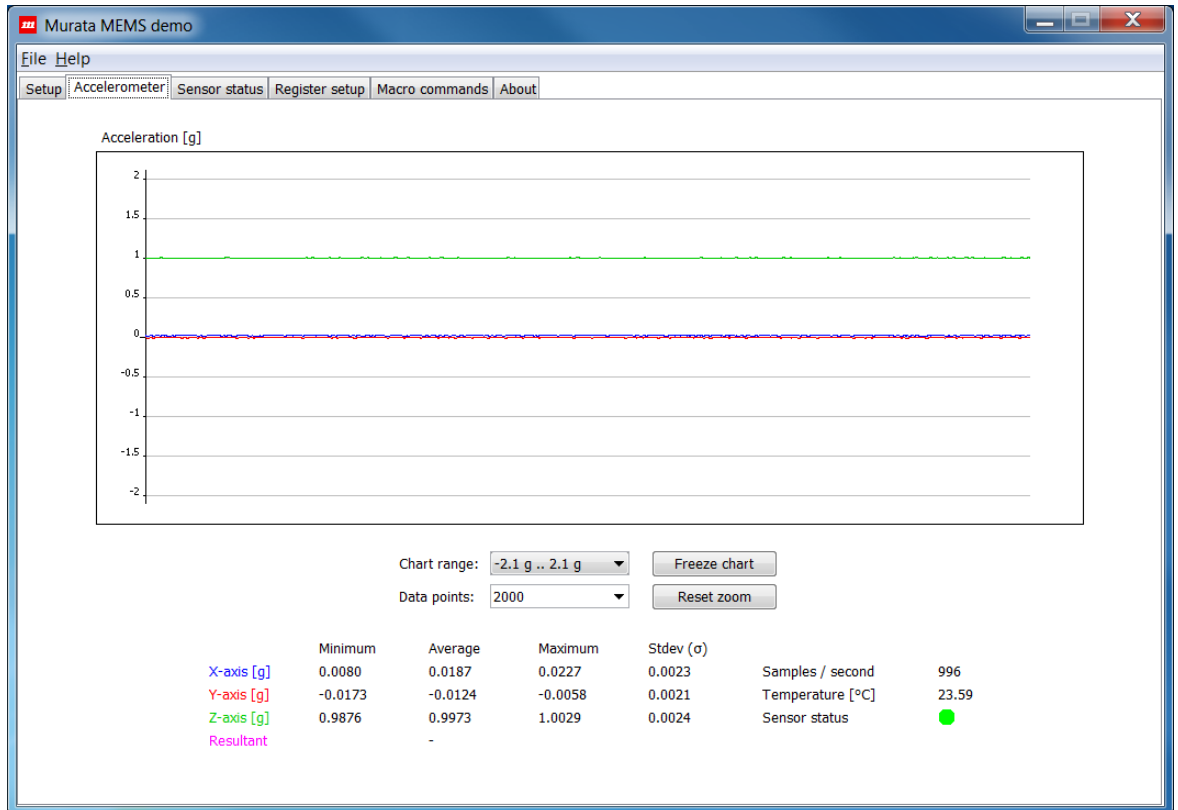 m Murata MEMS demo
File Help
Setup Accelerometer Sensor status Register setup Macro commands About
Acceleration [g]
2
1.5
1
0.5
0
-0.5
-1
-1.5
-2
Chart range: -2.1 g .. 2.1 g Freeze chart
Data points: 2000 Reset zoom
Minimum Average Maximum Stdev (σ)
X-axis [g] 0.0080 0.0187 0.0227 0.0023 Samples / second 996
Y-axis [g] -0.0173 -0.0124 -0.0058 0.0021 Temperature [°C] 23.59
Z-axis [g] 0.9876 0.9973 1.0029 0.0024 Sensor status
Resultant -